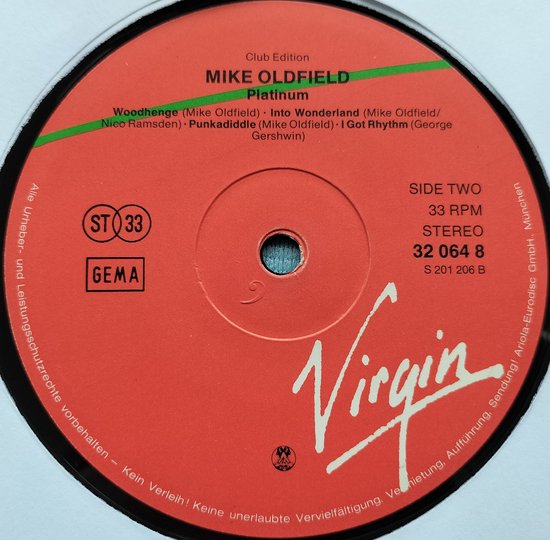 Club Edition
MIKE OLDFIELD
Platinum
Woodhenge (Mike Oldfield) · Into Wonderland (Mike Oldfield/
Nico Ramsden) · Punkadiddle (Mike Oldfield) · I Got Rhythm (George
Gershwin)
SIDE TWO
33 RPM
STEREO
32 064 8
S 201 206 B
ST 33
GEMA
Virgin
Alle Urheber- und Leistungsschutzrechte vorbehalten – Kein Verleih! Keine unerlaubte Vervielfältigung, Vermietung, Aufführung, Sendung! Ariola-Eurodisc GmbH., München